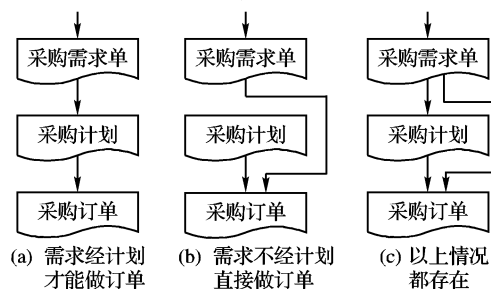 采购需求单
采购计划
采购订单
(a) 需求经计划
才能做订单
采购需求单
采购计划
采购订单
(b) 需求不经计划
直接做订单
采购需求单
采购计划
采购订单
(c) 以上情况
都存在